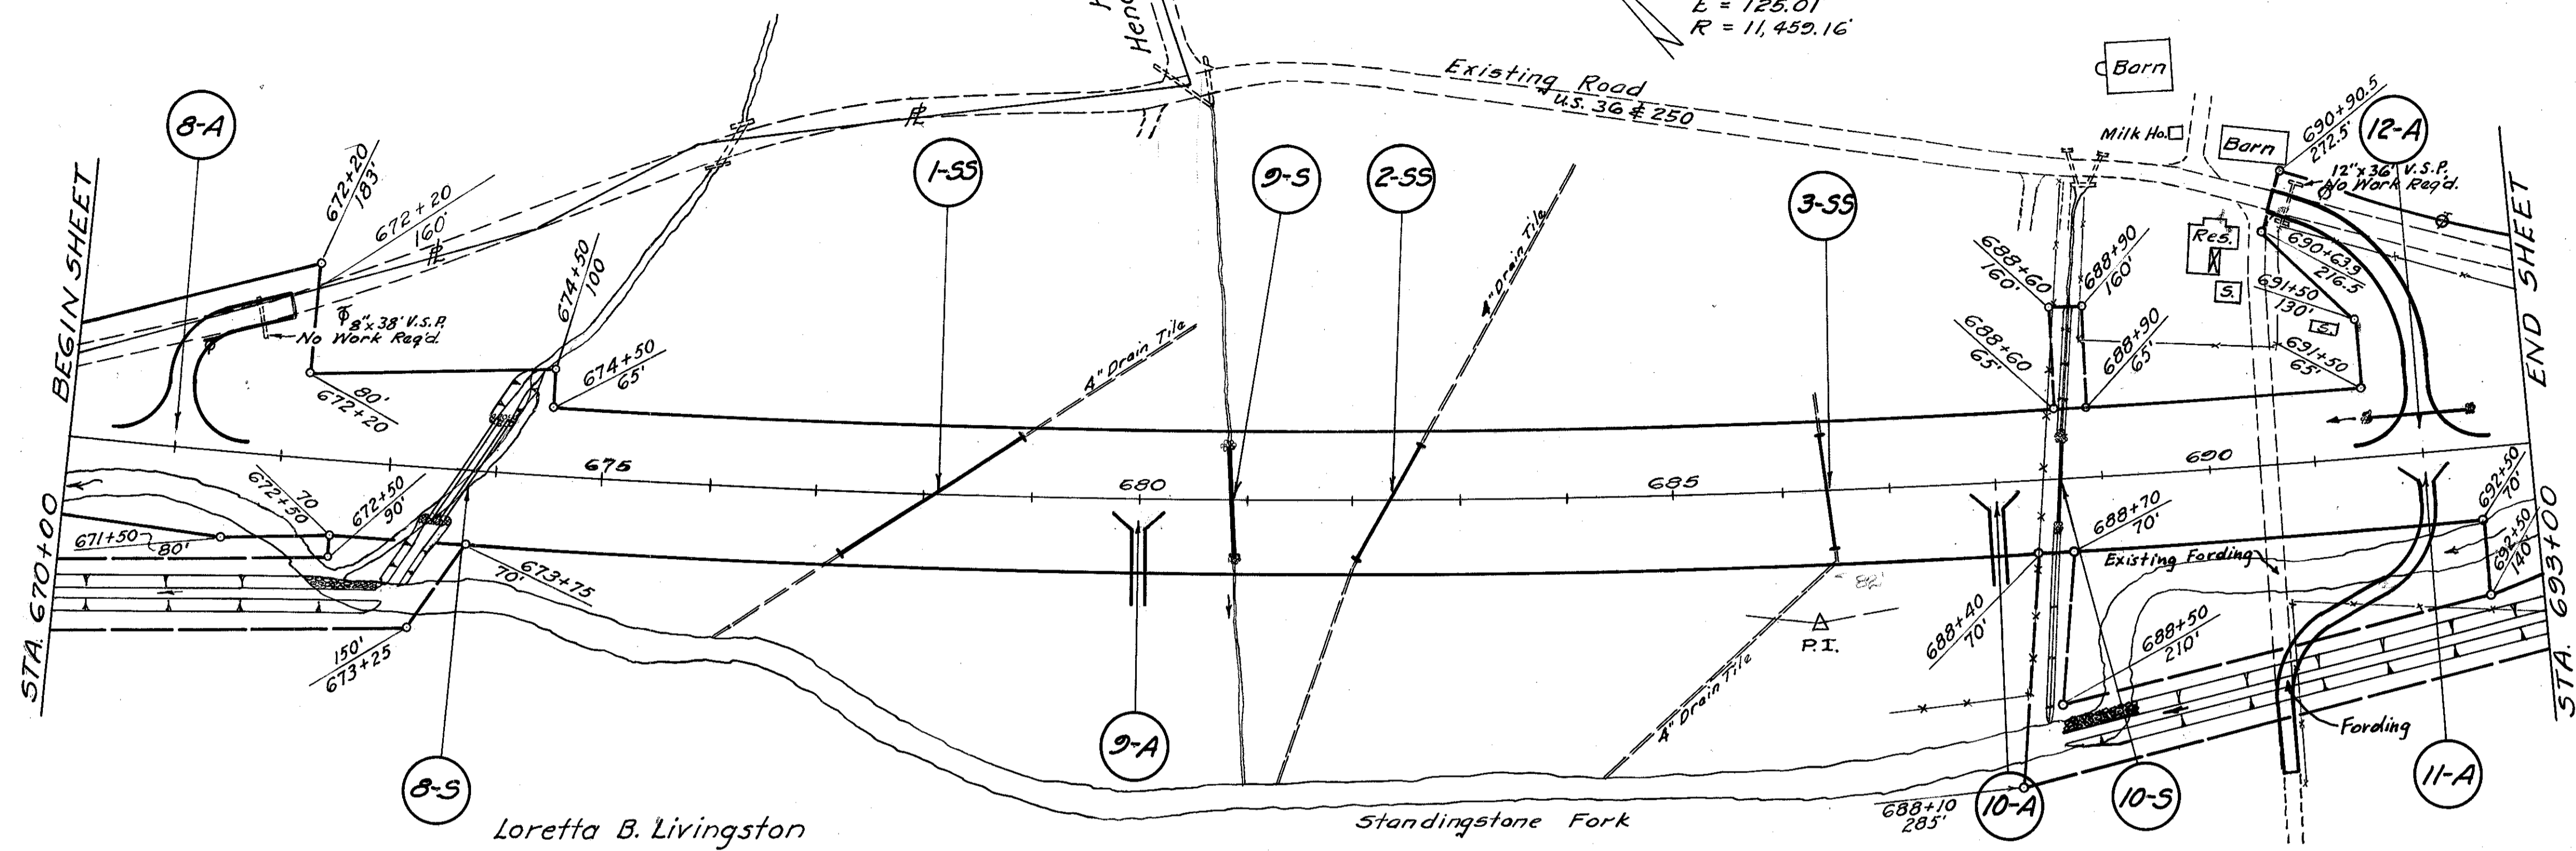 E = 125.01'
R = 11,459.16'
Existing Road
U.S. 36 & 250
Barn
Milk Ho.
Barn
690+90.5
272.5'
12-A
12"x36' V.S.P.
No Work Req'd.
8-A
672+20
183'
672+20
160'
1-SS
9-S
2-SS
3-SS
BEGIN SHEET
STA. 670+00
END SHEET
STA. 693+00
8"x38' V.S.P.
No Work Req'd.
674+50
100
674+50
65'
80'
672+20
4" Drain Tile
4" Drain Tile
688+60
160'
688+90
160'
688+60
65'
688+90
65'
Res.
S.
S.
690+63.9
216.5
691+50
130'
691+50
65'
675
680
685
690
70
672+50
672+50
90'
671+50
80'
673+75
70'
150'
673+25
82'
P.I.
4" Drain Tile
688+40
70'
688+70
70'
Existing Fording
692+50
70'
692+50
140'
688+50
210'
Fording
8-S
9-A
688+10
285'
10-A
10-S
11-A
Loretta B. Livingston
Standingstone Fork